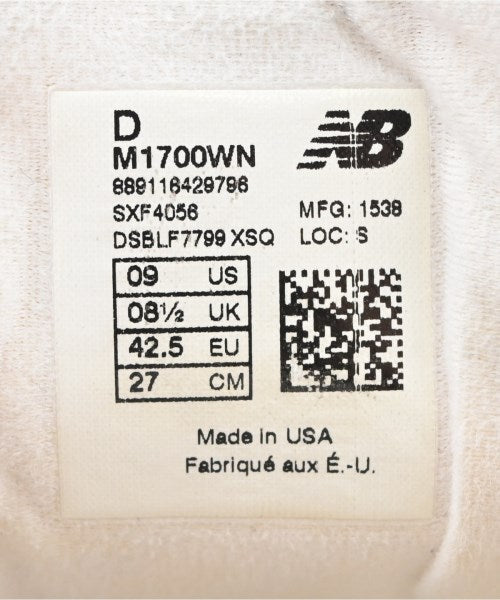 D
M1700WN
889116429796
SXF4056
MFG: 1538
DSBLF7799 XSQ
LOC: S
09 US
08½ UK
42.5 EU
27 CM
Made in USA
Fabriqué aux É.-U.
NB